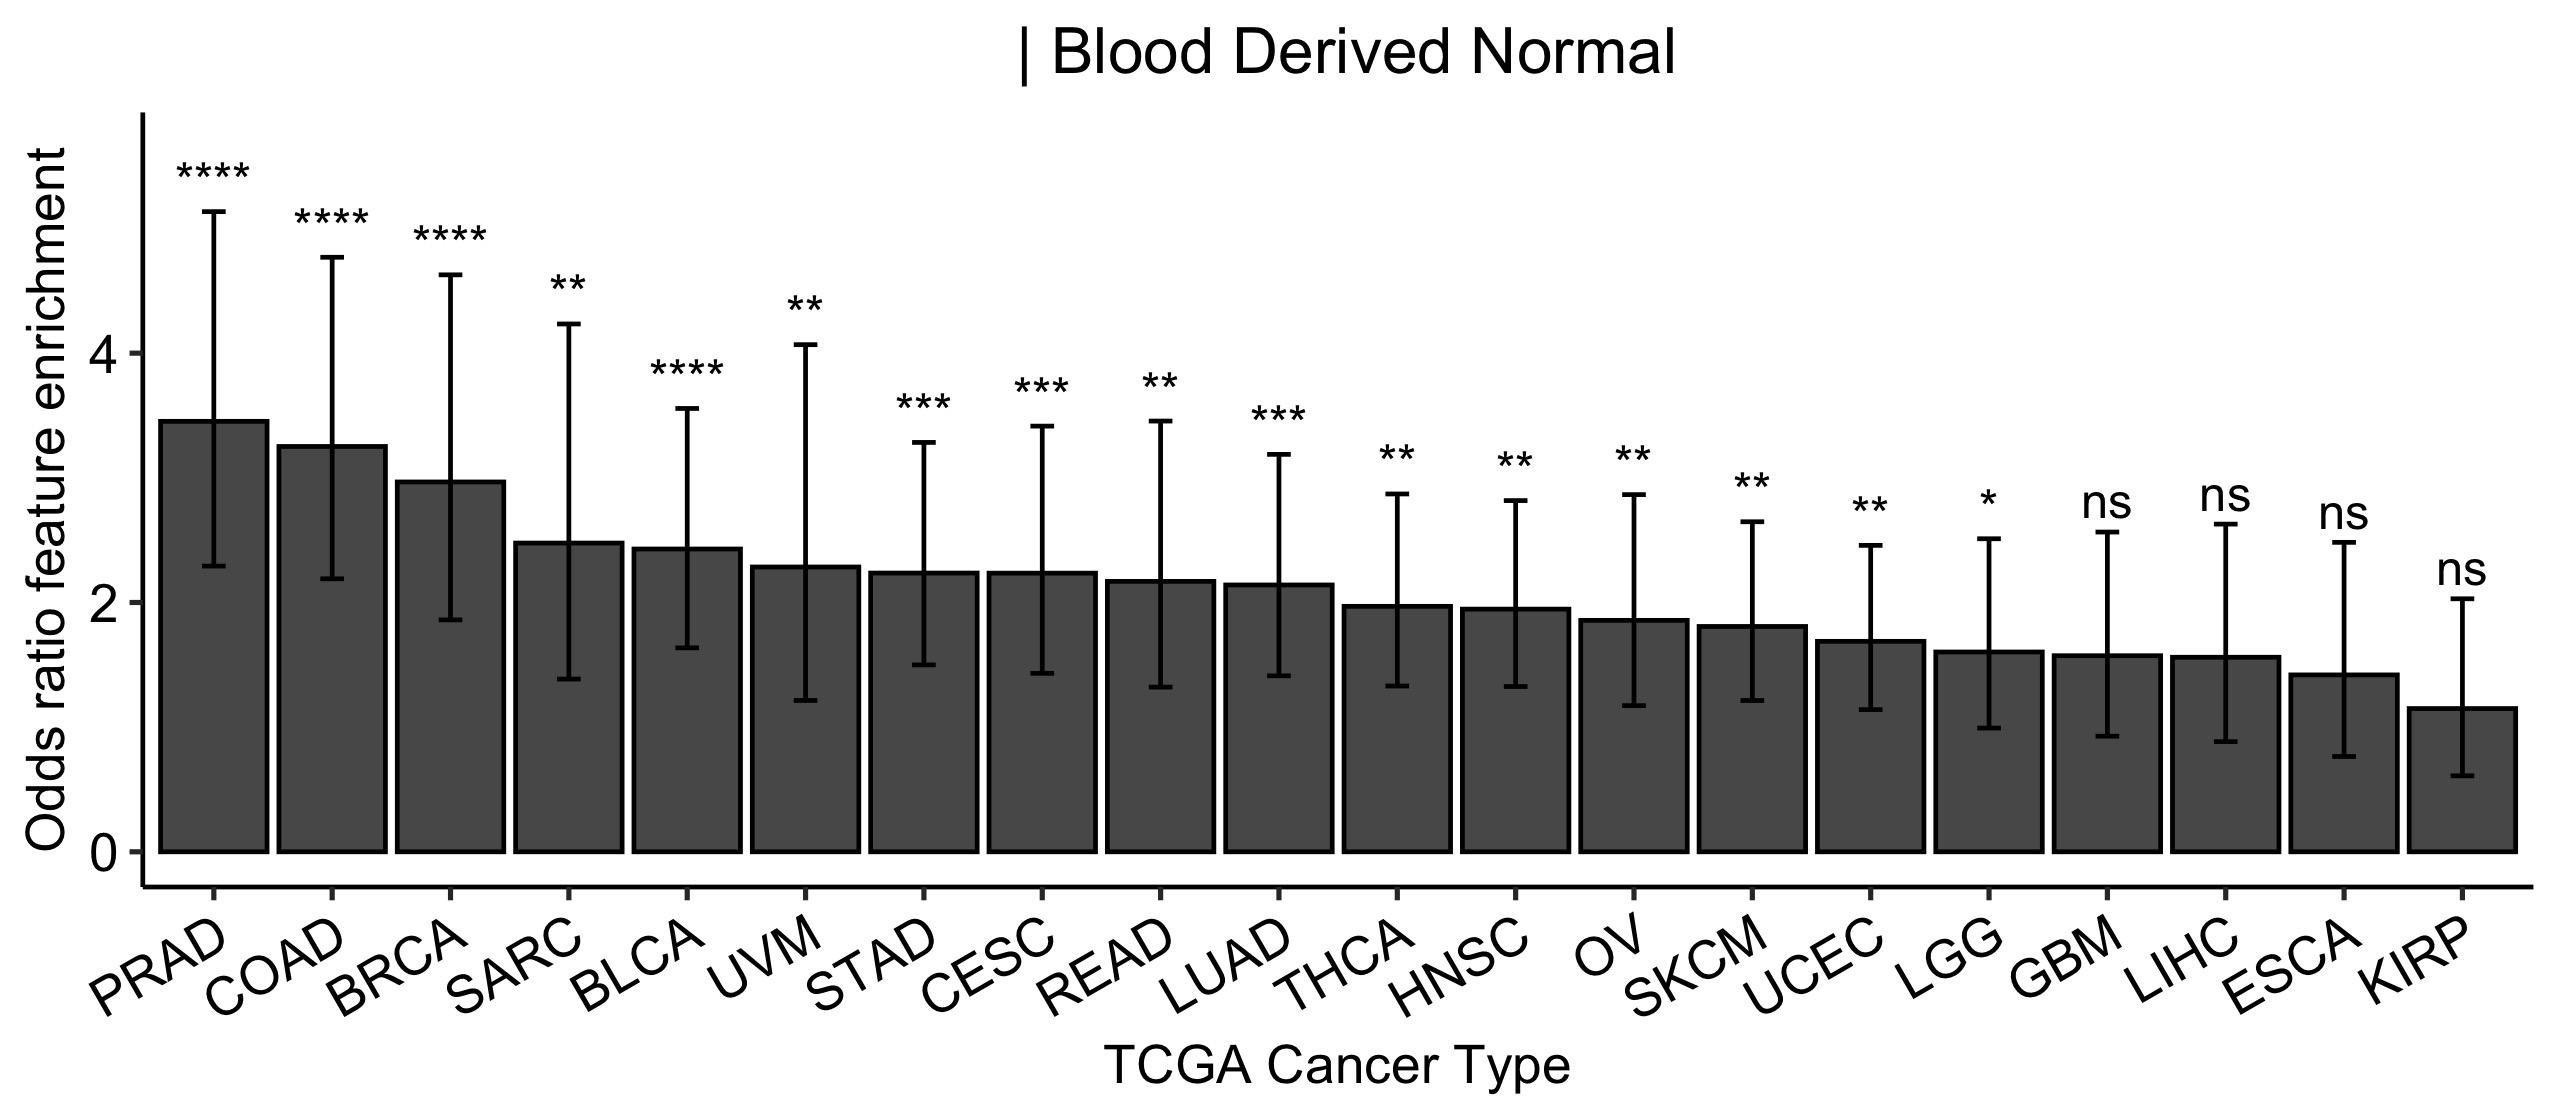 | Blood Derived Normal
Odds ratio feature enrichment
4
2
0
****
****
****
**
****
**
***
***
**
***
**
**
**
**
**
*
ns
ns
ns
ns
PRAD
COAD
BRCA
SARC
BLCA
UVM
STAD
CESC
READ
LUAD
THCA
HNSC
OV
SKCM
UCEC
LGG
GBM
LIHC
ESCA
KIRP
TCGA Cancer Type